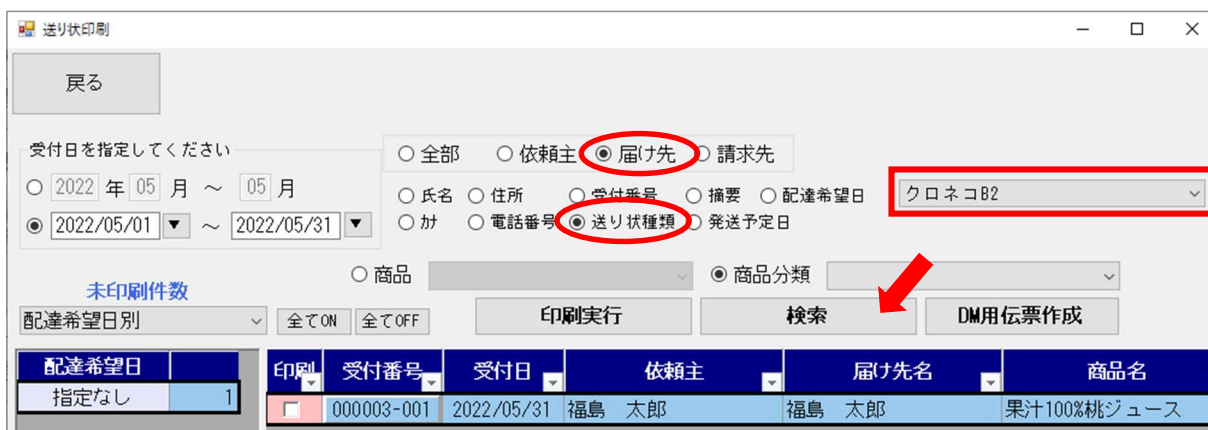 送り状印刷
戻る
受付日を指定してください
全部 依頼主 届け先 請求先
2022 年 05 月 ～ 05 月
氏名 住所 受付番号 摘要 配達希望日 クロネコB2
2022/05/01 ～ 2022/05/31
カナ 電話番号 送り状種類 発送予定日
商品 商品分類
未印刷件数
配達希望日別 全てON 全てOFF 印刷実行 検索 DM用伝票作成
配達希望日 印刷 受付番号 受付日 依頼主 届け先名 商品名
指定なし 1 000003-001 2022/05/31 福島 太郎 福島 太郎 果汁100%桃ジュース